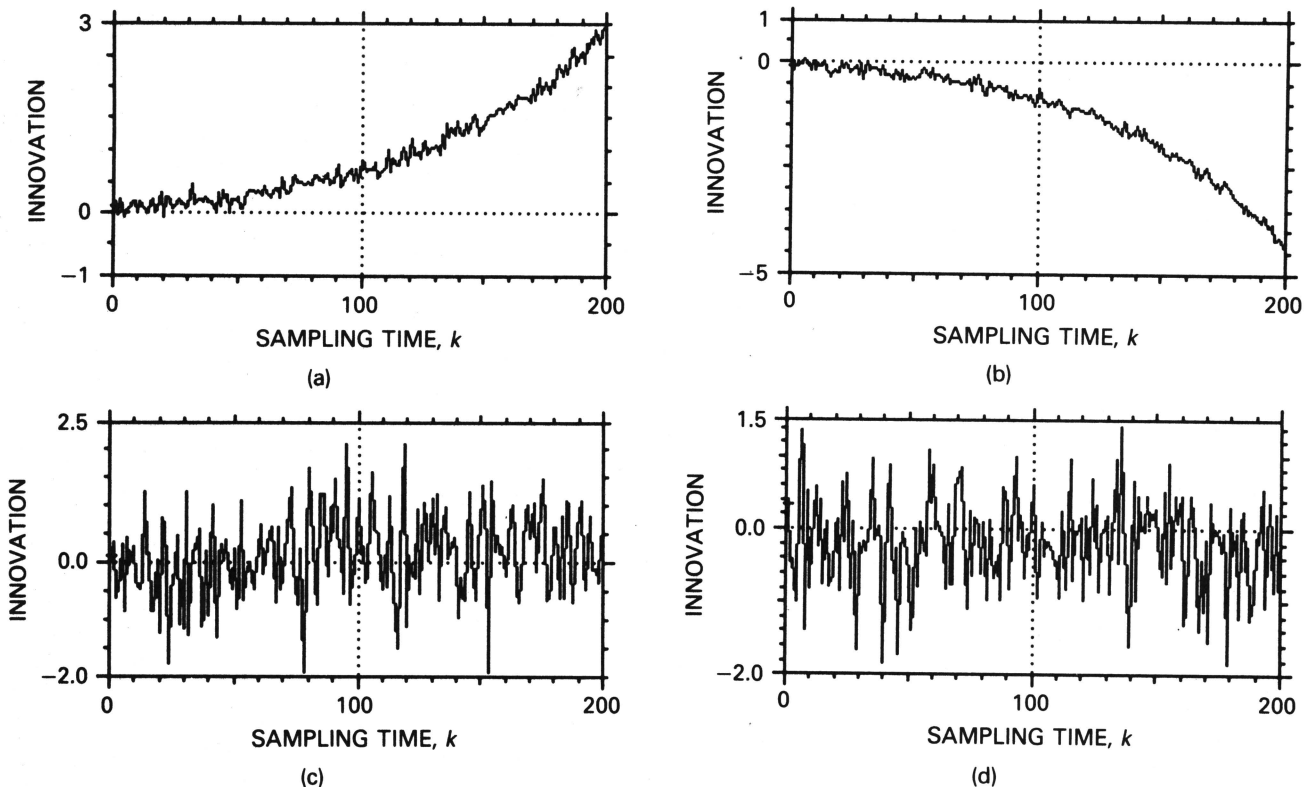 3
0
−1
INNOVATION
0
100
200
SAMPLING TIME, k
(a)
1
0
−5
INNOVATION
0
100
200
SAMPLING TIME, k
(b)
2.5
0.0
−2.0
INNOVATION
0
100
200
SAMPLING TIME, k
(c)
1.5
0.0
−2.0
INNOVATION
0
100
200
SAMPLING TIME, k
(d)